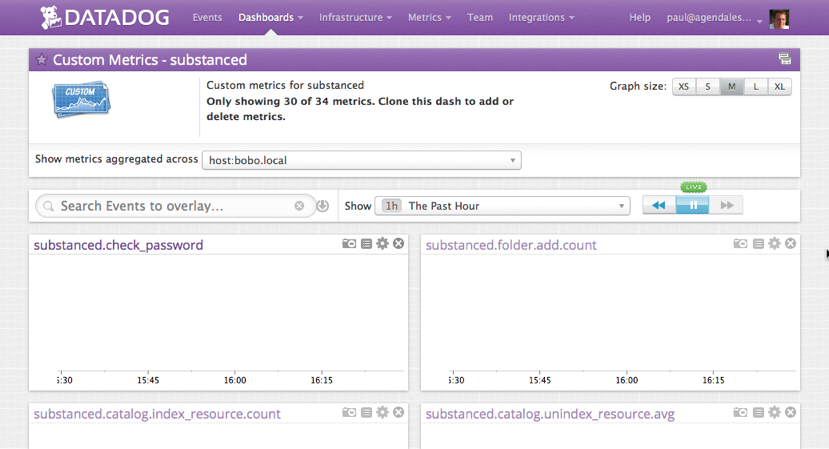 DATADOG
Events Dashboards Infrastructure Metrics Team Integrations Help paul@agendales...
Custom Metrics - substanced
CUSTOM
Custom metrics for substanced
Only showing 30 of 34 metrics. Clone this dash to add or
delete metrics.
Graph size: XS S M L XL
Show metrics aggregated across host:bobo.local
LIVE
Search Events to overlay... Show 1h The Past Hour
substanced.check_password
substanced.folder.add.count
5:30 15:45 16:00 16:15
5:30 15:45 16:00 16:15
substanced.catalog.index_resource.count
substanced.catalog.unindex_resource.avg